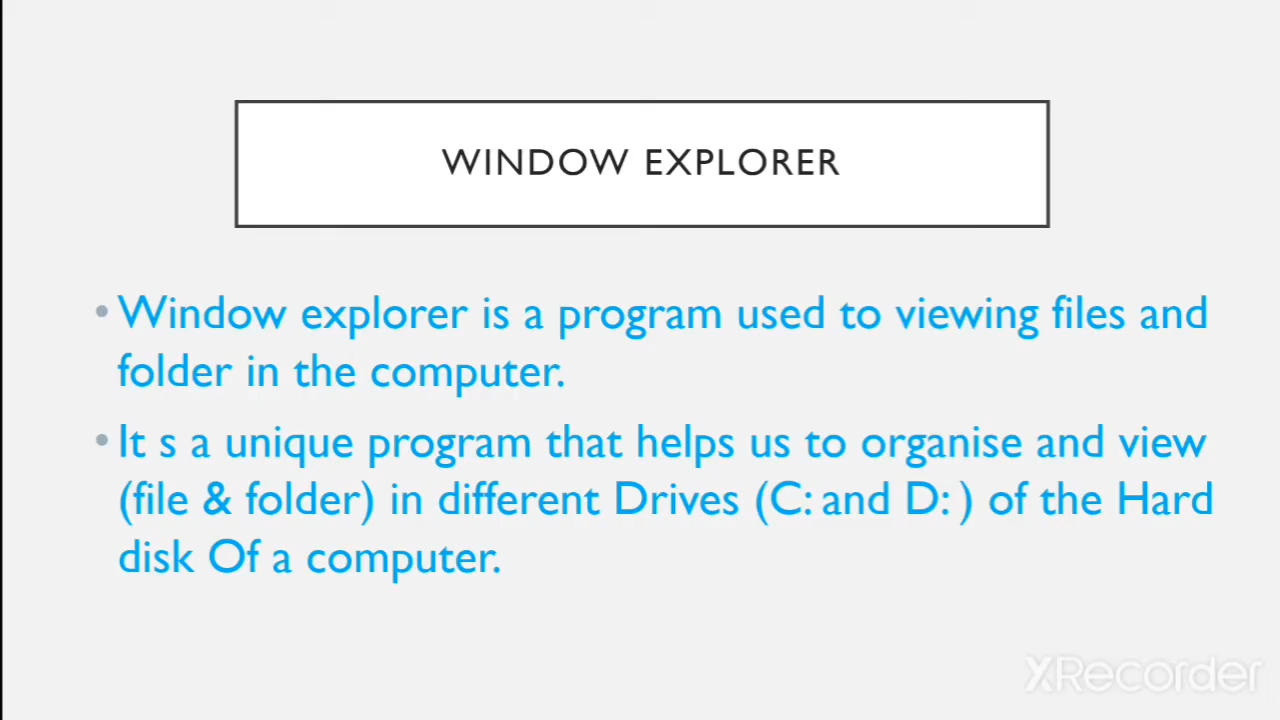 WINDOW EXPLORER
• Window explorer is a program used to viewing files and
folder in the computer.
• It s a unique program that helps us to organise and view
(file & folder) in different Drives (C: and D: ) of the Hard
disk Of a computer.
XRecorder